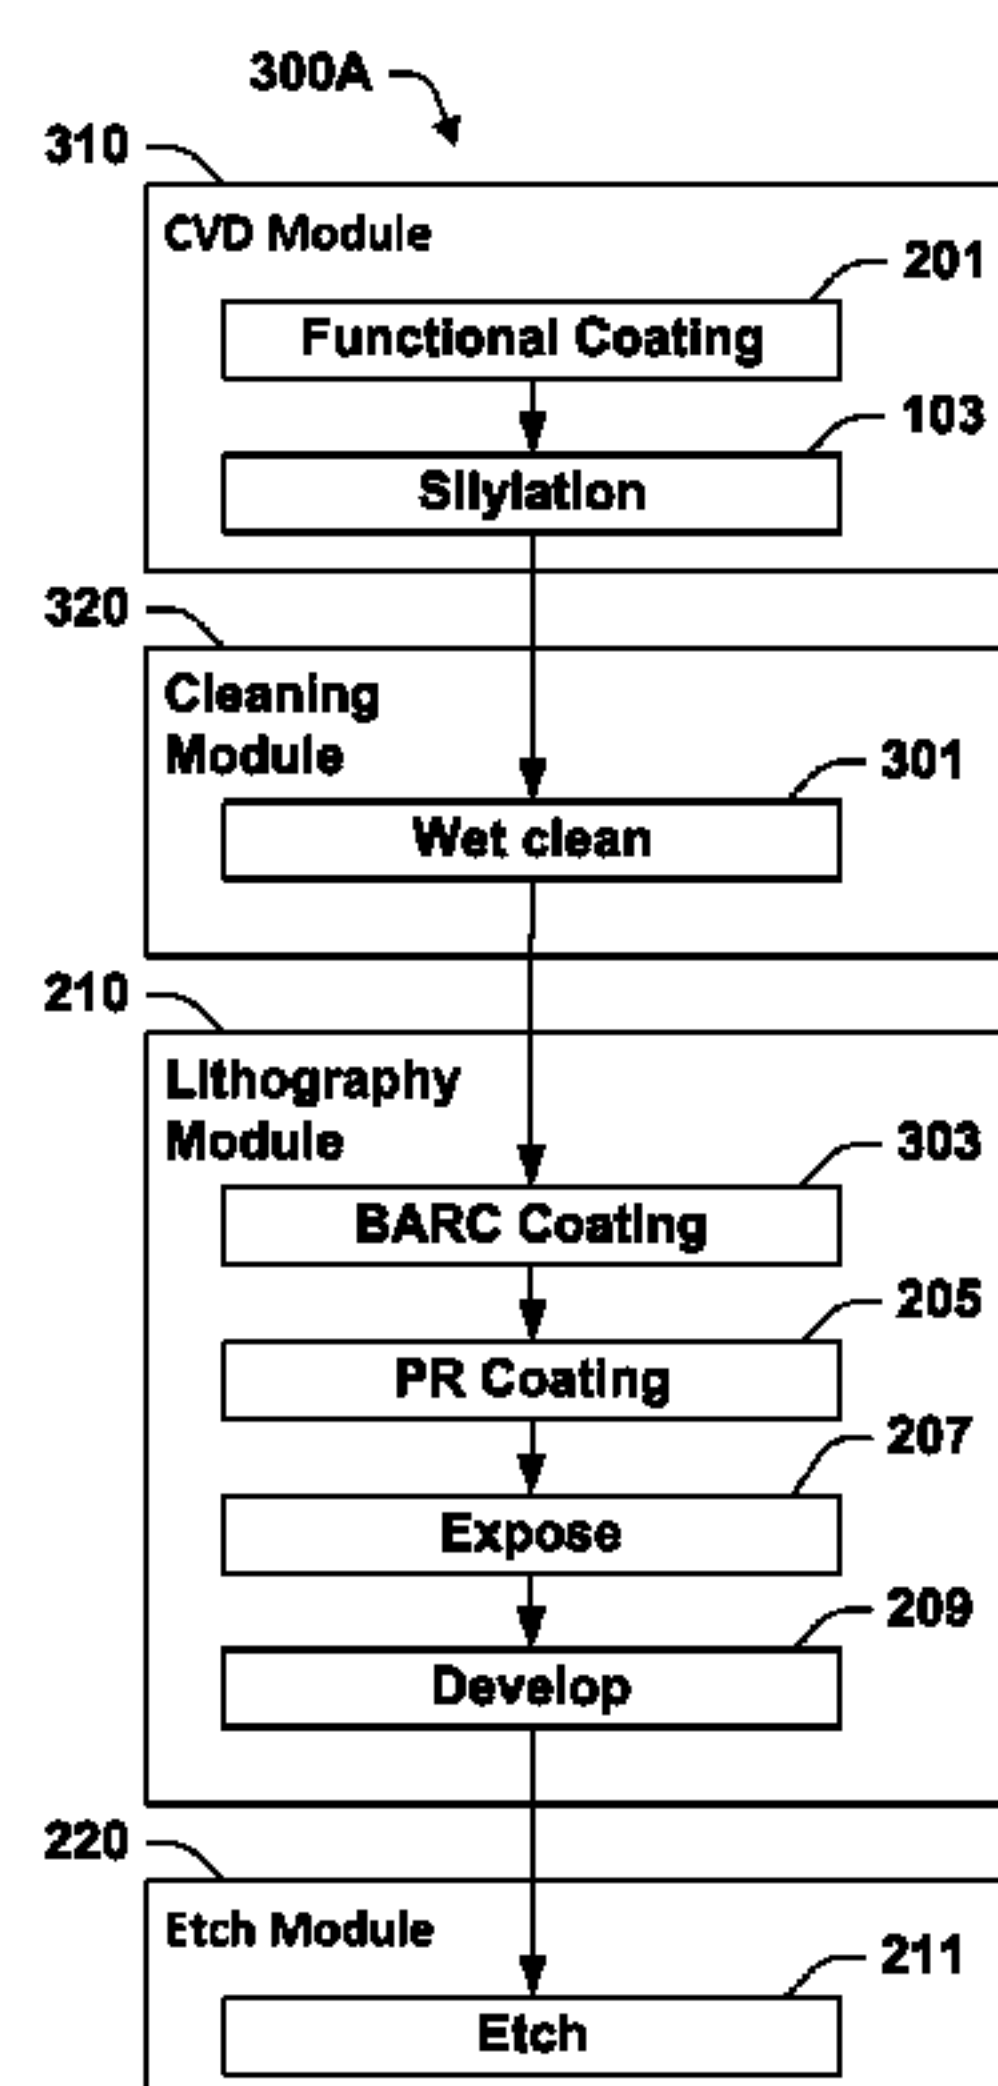 300A
310
CVD Module
201
Functional Coating
103
Silylation
320
Cleaning
Module
301
Wet clean
210
Lithography
Module
303
BARC Coating
205
PR Coating
207
Expose
209
Develop
220
Etch Module
211
Etch